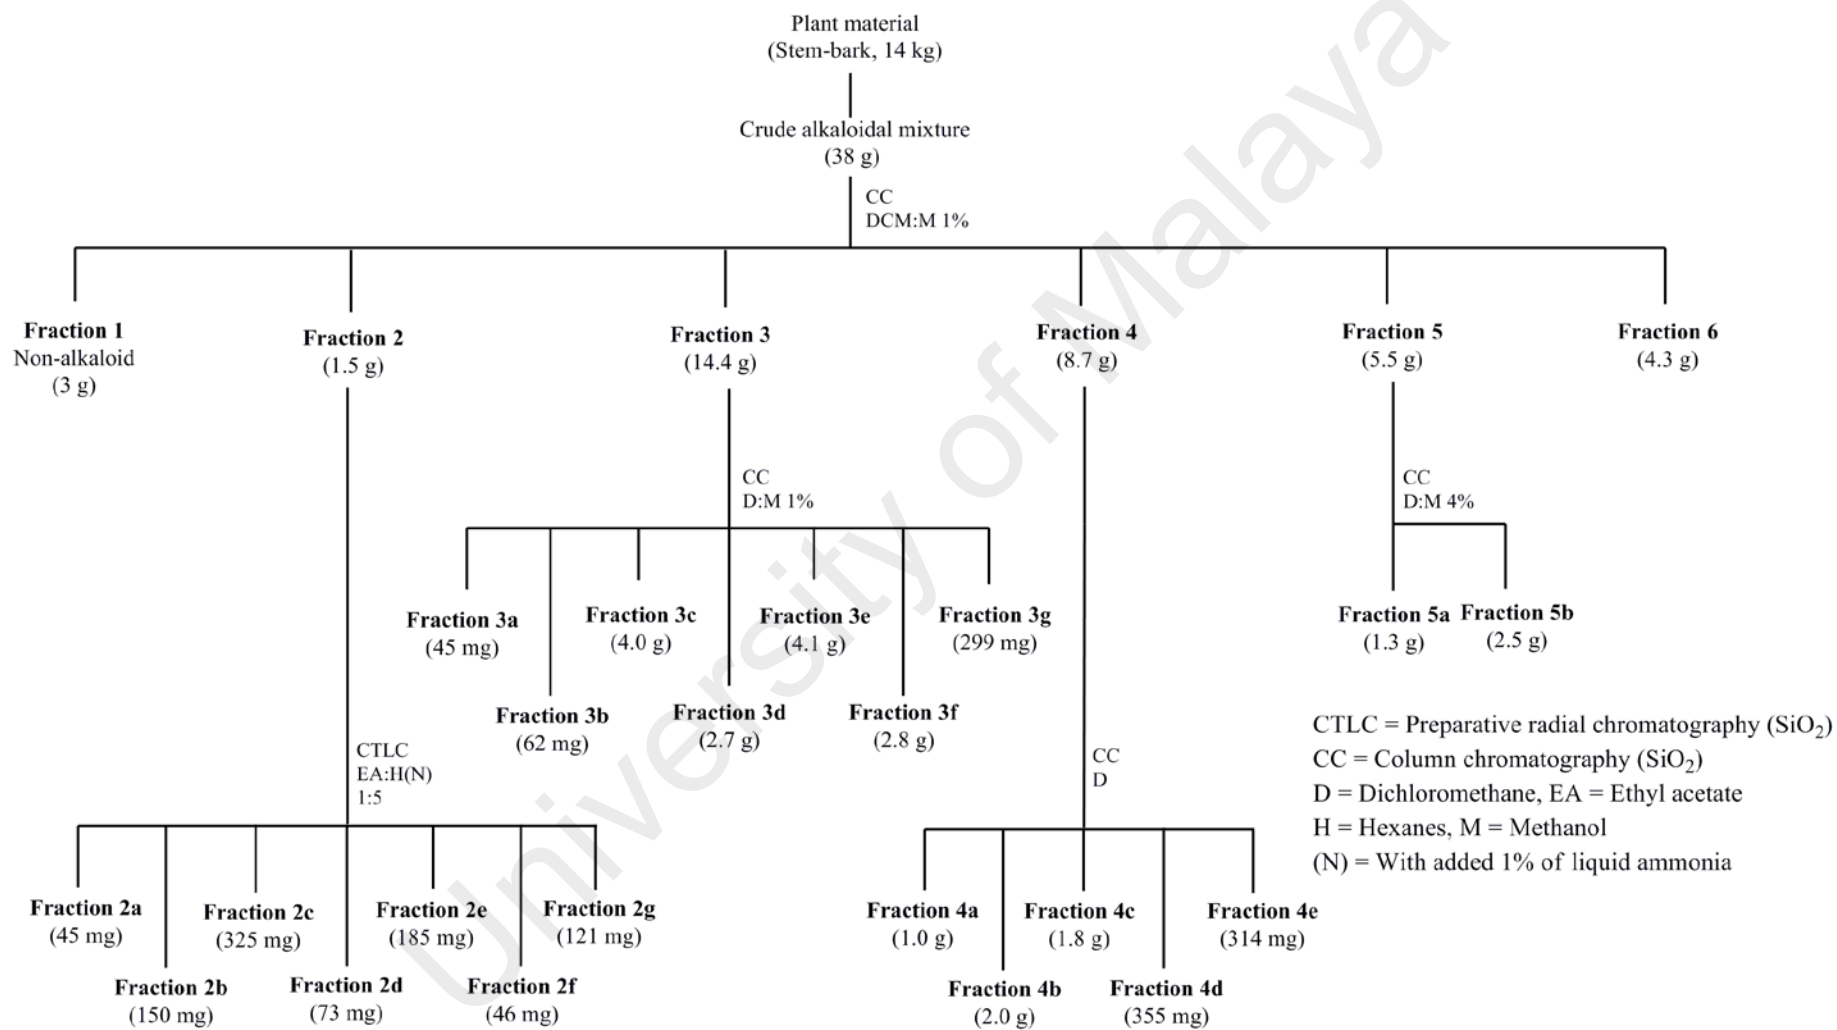 Plant material
(Stem-bark, 14 kg)
Crude alkaloidal mixture
(38 g)
CC
DCM:M 1%
Fraction 1
Non-alkaloid
(3 g)
Fraction 2
(1.5 g)
Fraction 3
(14.4 g)
Fraction 4
(8.7 g)
Fraction 5
(5.5 g)
Fraction 6
(4.3 g)
CC
D:M 1%
CC
D:M 4%
Fraction 3a
(45 mg)
Fraction 3c
(4.0 g)
Fraction 3e
(4.1 g)
Fraction 3g
(299 mg)
Fraction 5a
(1.3 g)
Fraction 5b
(2.5 g)
Fraction 3b
(62 mg)
Fraction 3d
(2.7 g)
Fraction 3f
(2.8 g)
CTLC
EA:H(N)
1:5
CC
D
CTLC = Preparative radial chromatography (SiO₂)
CC = Column chromatography (SiO₂)
D = Dichloromethane, EA = Ethyl acetate
H = Hexanes, M = Methanol
(N) = With added 1% of liquid ammonia
Fraction 2a
(45 mg)
Fraction 2c
(325 mg)
Fraction 2e
(185 mg)
Fraction 2g
(121 mg)
Fraction 4a
(1.0 g)
Fraction 4c
(1.8 g)
Fraction 4e
(314 mg)
Fraction 2b
(150 mg)
Fraction 2d
(73 mg)
Fraction 2f
(46 mg)
Fraction 4b
(2.0 g)
Fraction 4d
(355 mg)
University of Malaya